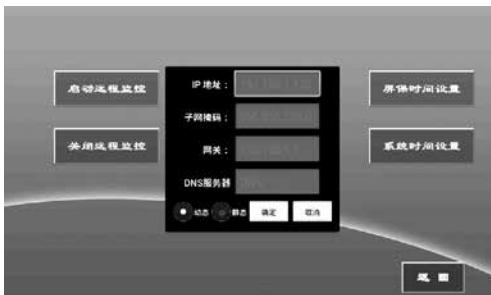 启动远程监控
关闭远程监控
IP地址：
子网掩码：
网关：
DNS服务器
动态
静态
确定
取消
屏保时间设置
系统时间设置
返回